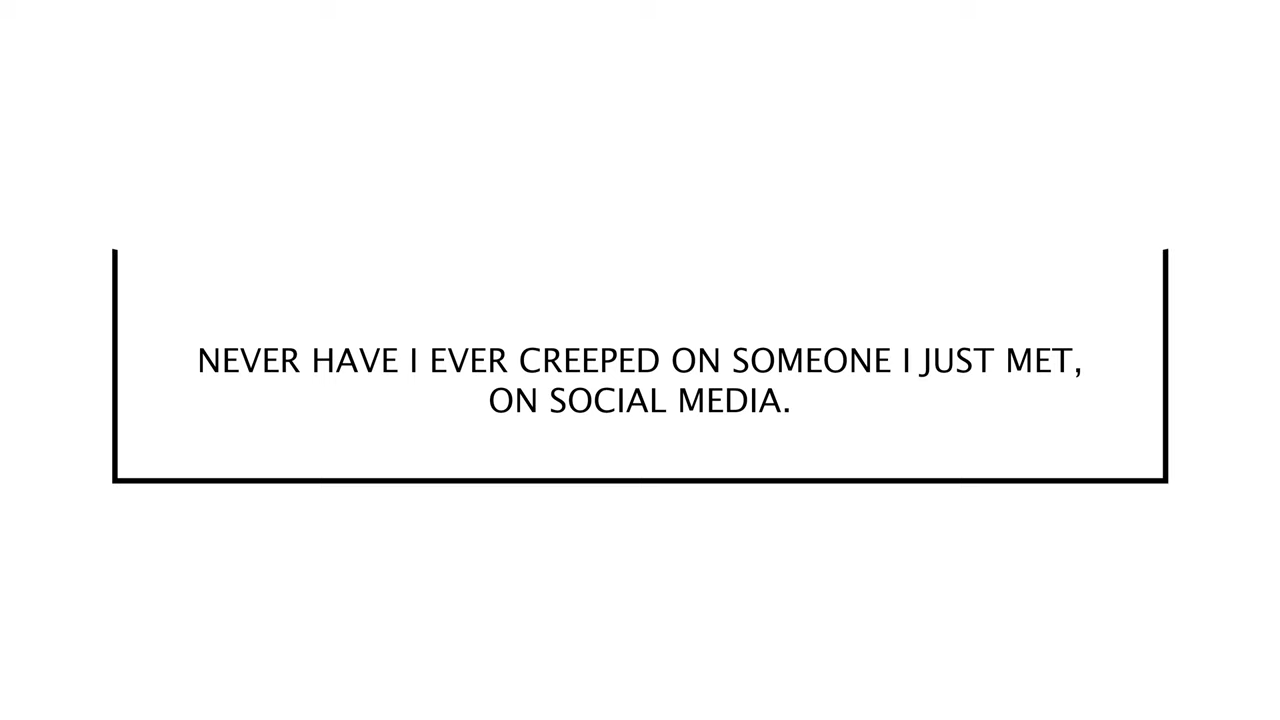 NEVER HAVE I EVER CREEPED ON SOMEONE I JUST MET,
ON SOCIAL MEDIA.